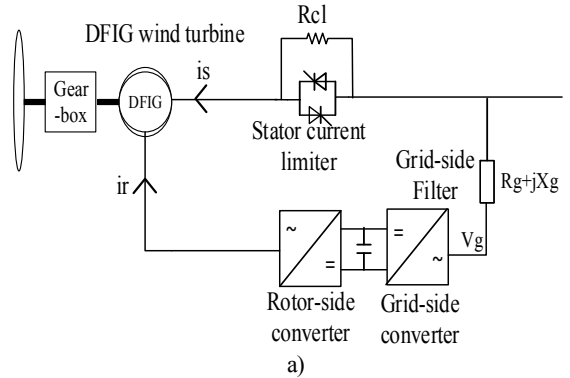 Rcl
DFIG wind turbine
is
Gear
-box
DFIG
Stator current
limiter
Grid-side
Filter
Rg+jXg
ir
Vg
~
=
=
~
Rotor-side
converter
Grid-side
converter
a)